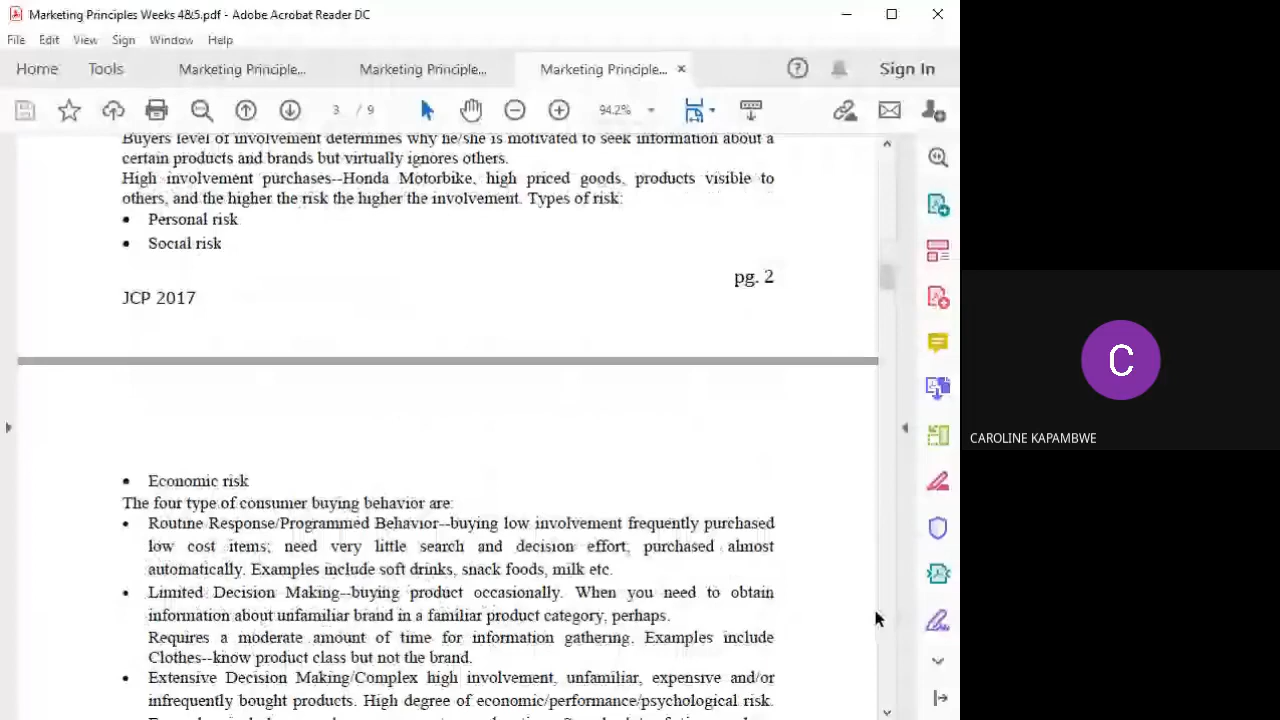 Marketing Principles Weeks 4&5.pdf - Adobe Acrobat Reader DC
File Edit View Sign Window Help
Home Tools Marketing Principle... Marketing Principle... Marketing Principle... Sign In
3 / 9 94.2%
Buyers level of involvement determines why he/she is motivated to seek information about a
certain products and brands but virtually ignores others.
High involvement purchases--Honda Motorbike, high priced goods, products visible to
others, and the higher the risk the higher the involvement. Types of risk:
• Personal risk
• Social risk
pg. 2
JCP 2017
• Economic risk
The four type of consumer buying behavior are:
• Routine Response/Programmed Behavior--buying low involvement frequently purchased
low cost items; need very little search and decision effort; purchased almost
automatically. Examples include soft drinks, snack foods, milk etc.
• Limited Decision Making--buying product occasionally. When you need to obtain
information about unfamiliar brand in a familiar product category, perhaps.
Requires a moderate amount of time for information gathering. Examples include
Clothes--know product class but not the brand.
• Extensive Decision Making/Complex high involvement, unfamiliar, expensive and/or
infrequently bought products. High degree of economic/performance/psychological risk.
C
CAROLINE KAPAMBWE